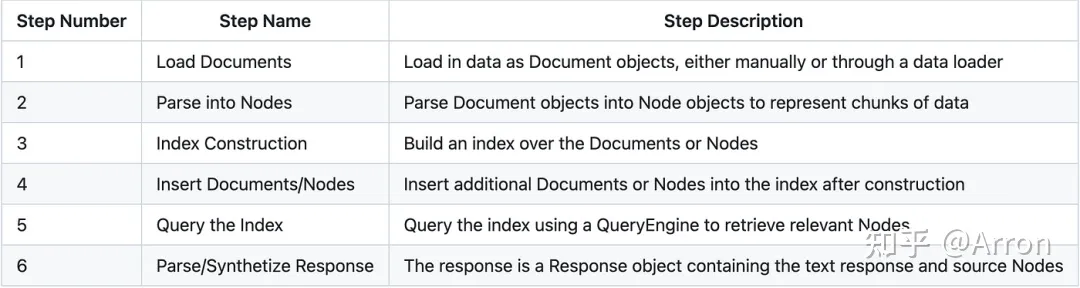 Step Number Step Name Step Description
1 Load Documents Load in data as Document objects, either manually or through a data loader
2 Parse into Nodes Parse Document objects into Node objects to represent chunks of data
3 Index Construction Build an index over the Documents or Nodes
4 Insert Documents/Nodes Insert additional Documents or Nodes into the index after construction
5 Query the Index Query the index using a QueryEngine to retrieve relevant Nodes
6 Parse/Synthetize Response The response is a Response object containing the text response and source Nodes
知乎 @Arron